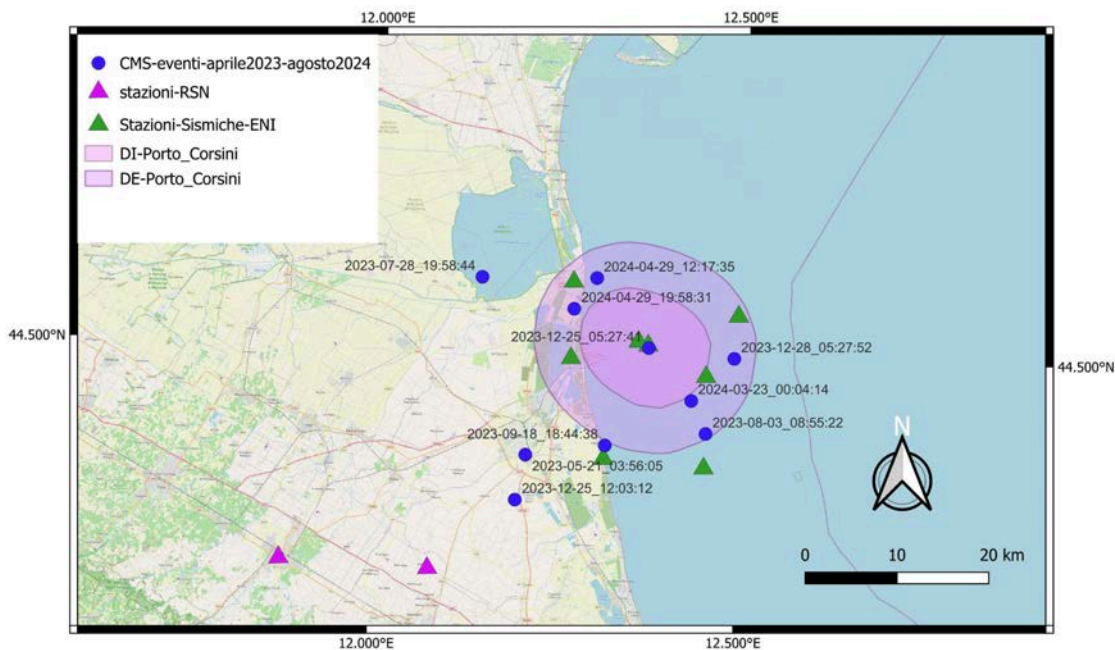 12.000°E 12.500°E
CMS-eventi-aprile2023-agosto2024
stazioni-RSN
Stazioni-Sismiche-ENI
DI-Porto_Corsini
DE-Porto_Corsini
2023-07-28_19:58:44
2024-04-29_12:17:35
2024-04-29_19:58:31
44.500°N
2023-12-25_05:27:41
2023-12-28_05:27:52
44.500°N
2024-03-23_00:04:14
2023-08-03_08:55:22
2023-09-18_18:44:38
2023-05-21_03:56:05
2023-12-25_12:03:12
N
0 10 20 km
12.000°E 12.500°E